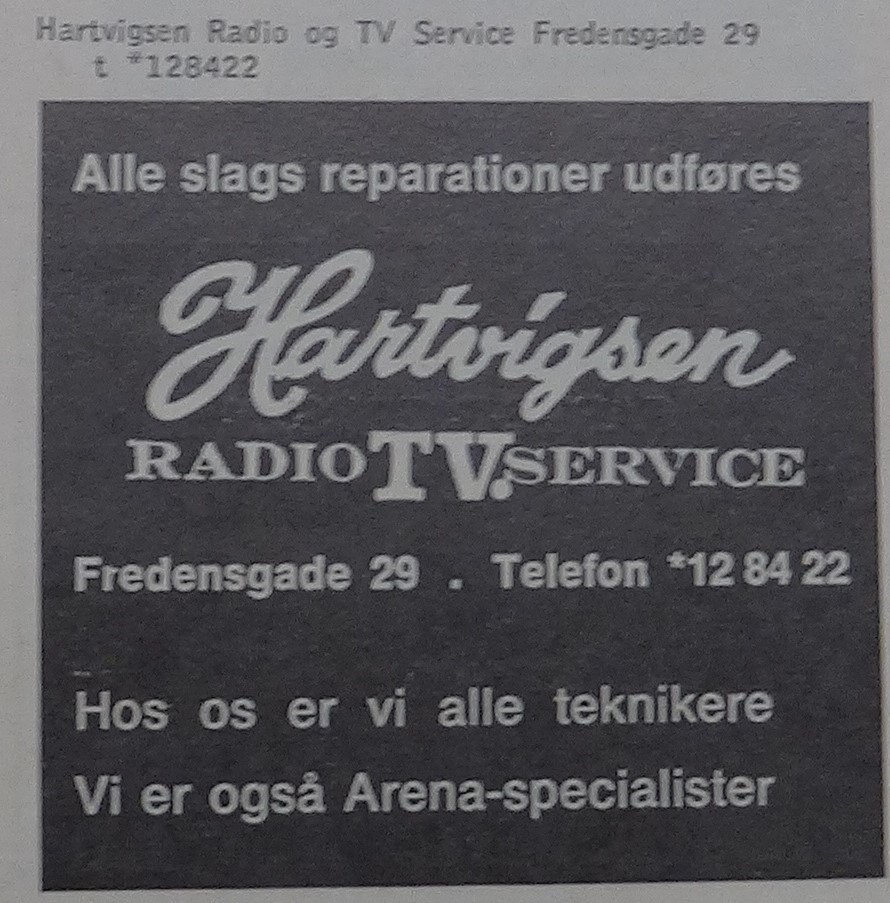 Hartvigsen Radio og TV Service Fredensgade 29
t *128422
Alle slags reparationer udføres
Hartvigsen
RADIO TV. SERVICE
Fredensgade 29 . Telefon *12 84 22
Hos os er vi alle teknikere
Vi er også Arena-specialister